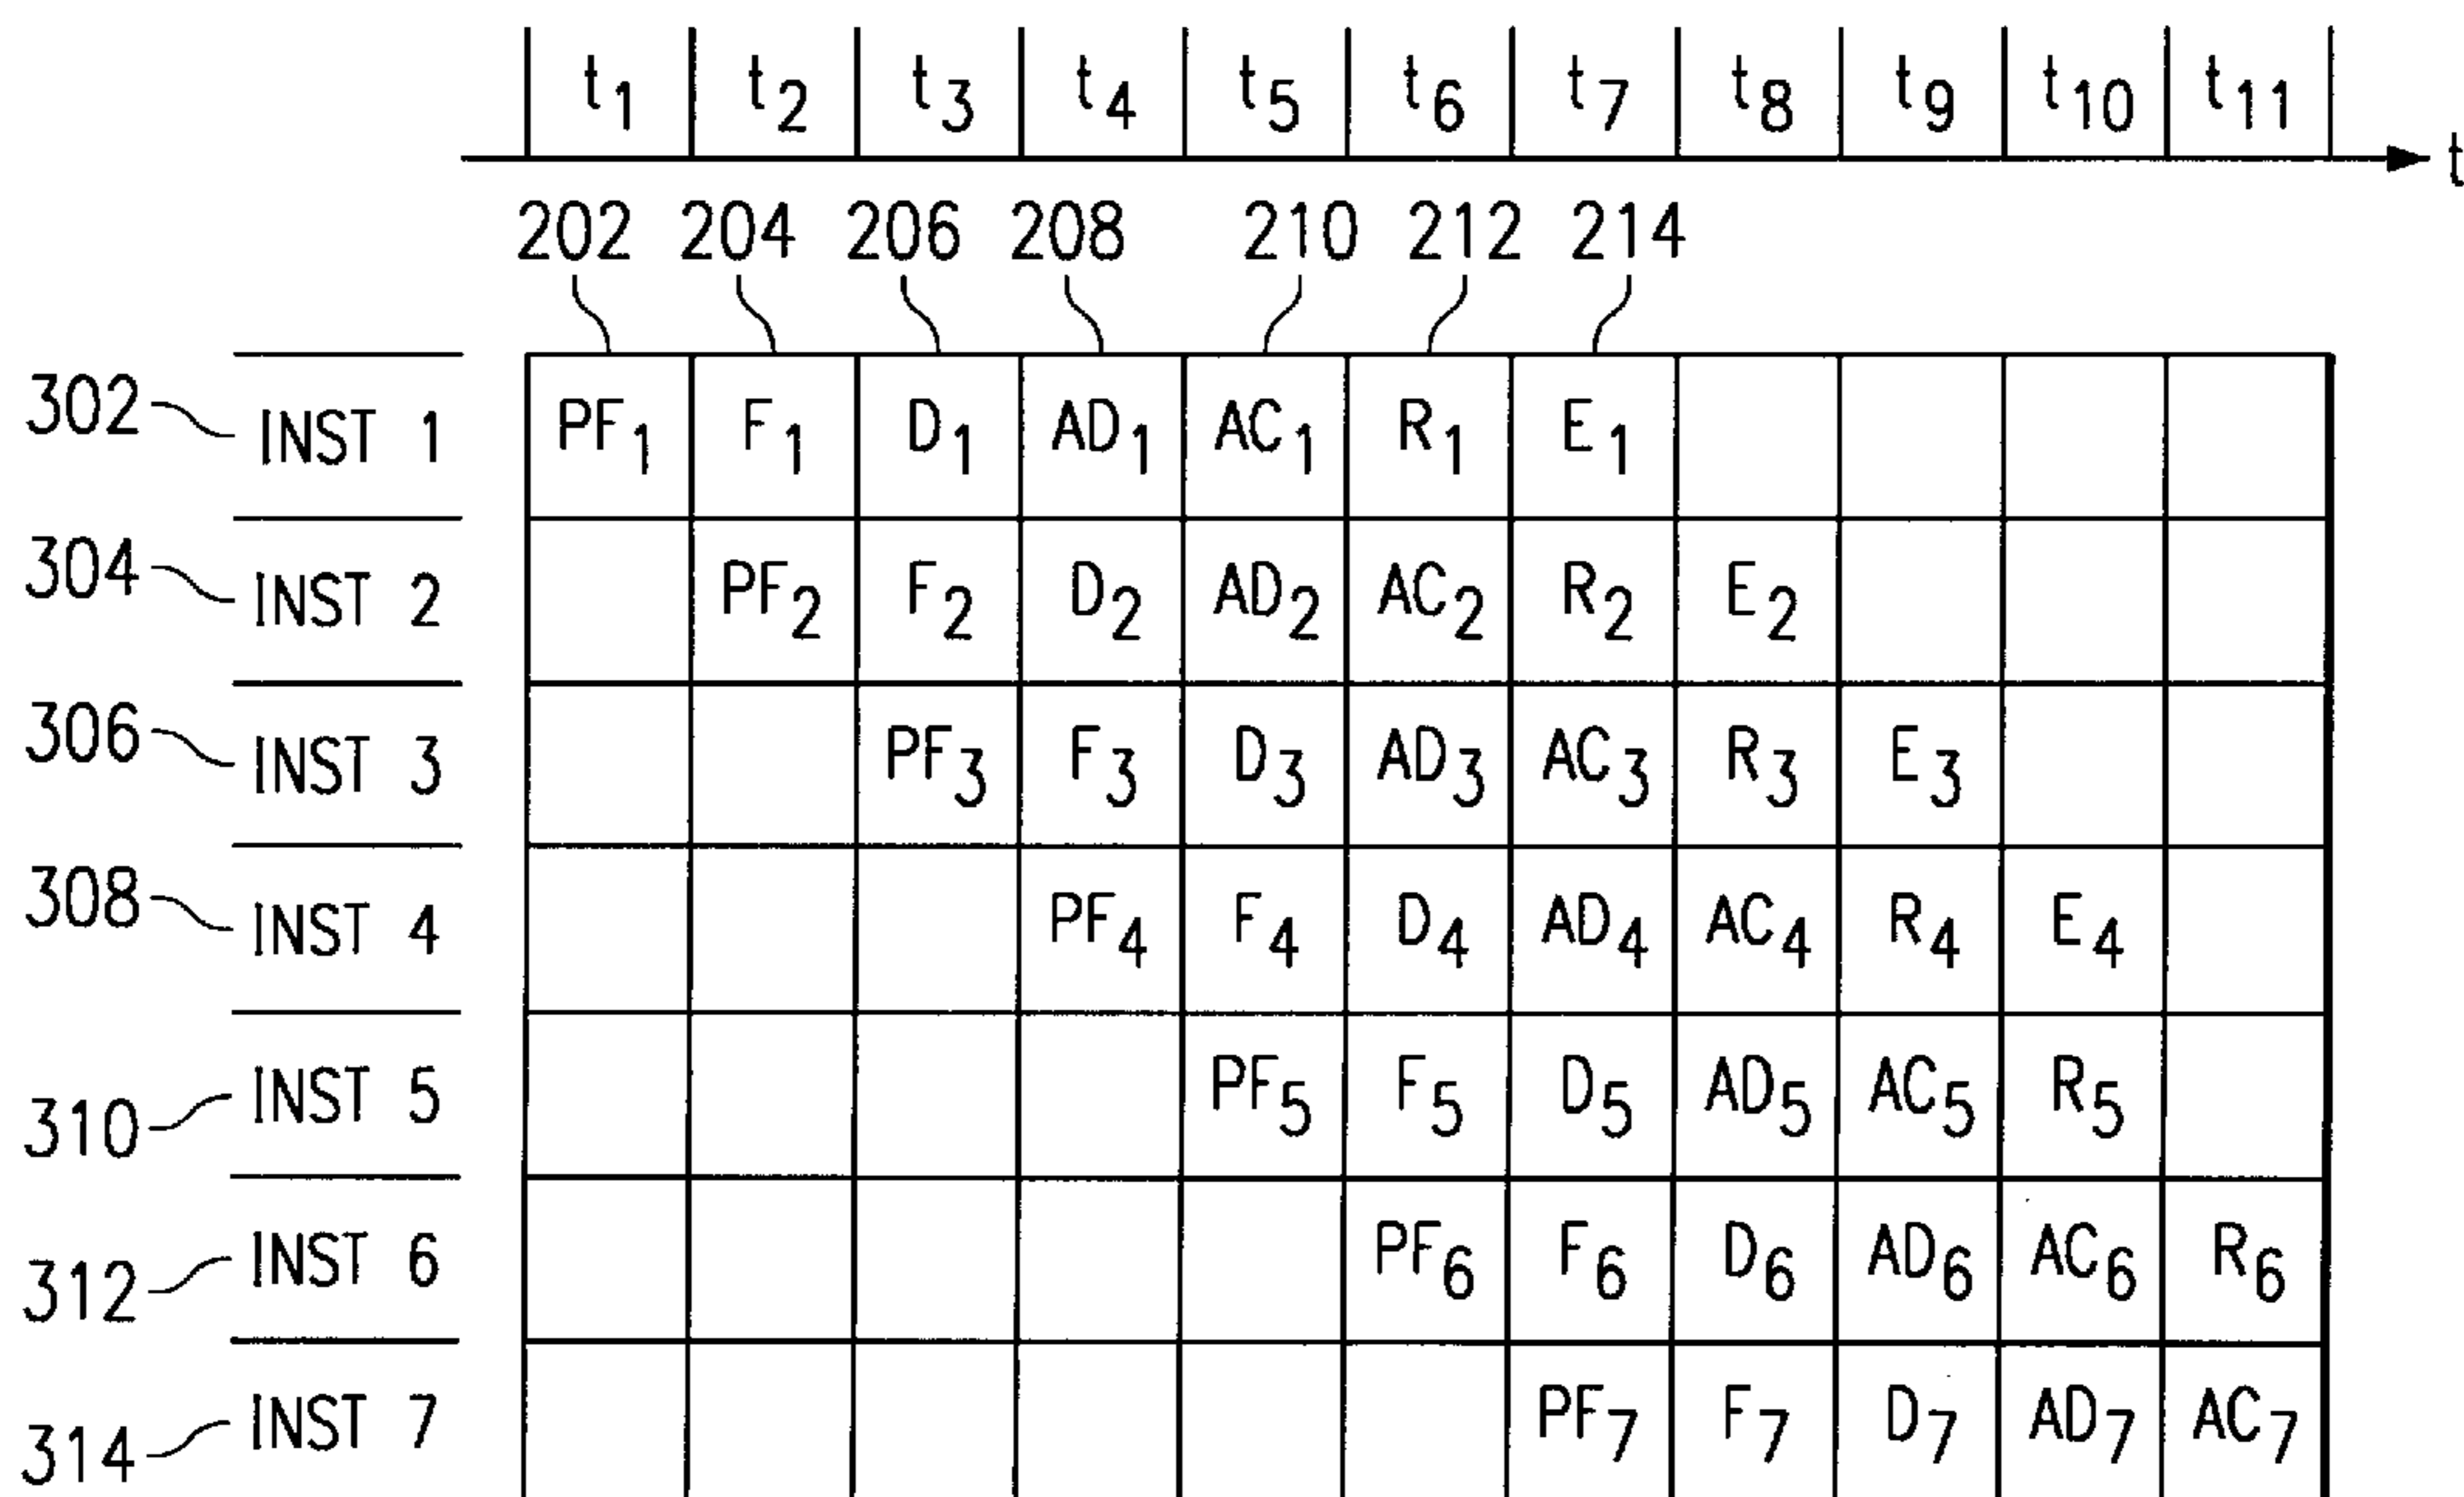 t1 t2 t3 t4 t5 t6 t7 t8 t9 t10 t11
t
202 204 206 208 210 212 214
302 INST 1 PF1 F1 D1 AD1 AC1 R1 E1
304 INST 2 PF2 F2 D2 AD2 AC2 R2 E2
306 INST 3 PF3 F3 D3 AD3 AC3 R3 E3
308 INST 4 PF4 F4 D4 AD4 AC4 R4 E4
310 INST 5 PF5 F5 D5 AD5 AC5 R5
312 INST 6 PF6 F6 D6 AD6 AC6 R6
314 INST 7 PF7 F7 D7 AD7 AC7